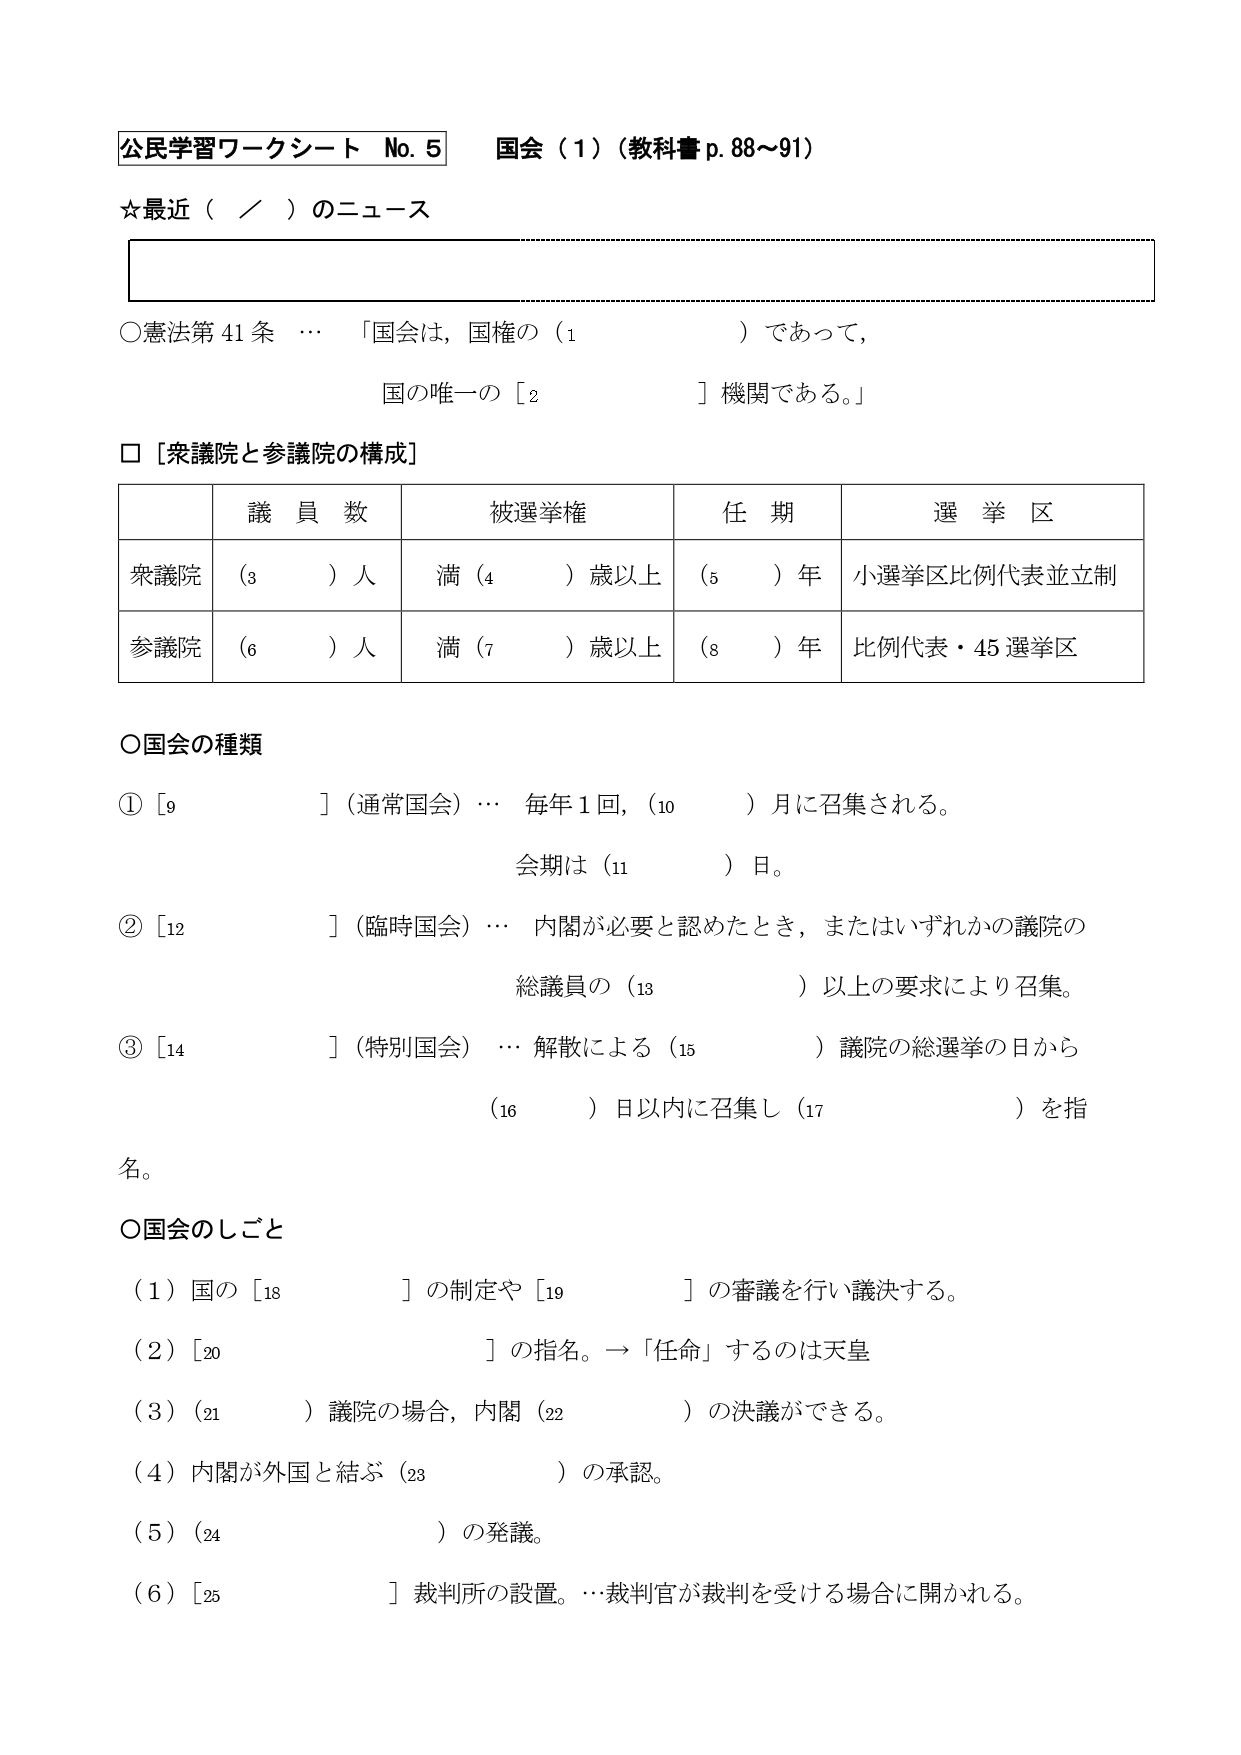 公民学習ワークシート　No.５　　国会（１）（教科書p.88～91）
☆最近（　／　）のニュース
〇憲法第41条　…　「国会は，国権の（1　　　　　　　）であって，
国の唯一の［2　　　　　　　］機関である。」
□［衆議院と参議院の構成］
議　員　数　被選挙権　任　期　選　挙　区
衆議院　（3　　　）人　満（4　　　）歳以上　（5　　）年　小選挙区比例代表並立制
参議院　（6　　　）人　満（7　　　）歳以上　（8　　）年　比例代表・45選挙区
〇国会の種類
①［9　　　　　　］（通常国会）…　毎年１回，（10　　　）月に召集される。
会期は（11　　　　）日。
②［12　　　　　　］（臨時国会）…　内閣が必要と認めたとき，またはいずれかの議院の
総議員の（13　　　　　　）以上の要求により召集。
③［14　　　　　　］（特別国会）　… 解散による（15　　　　　）議院の総選挙の日から
（16　　　）日以内に召集し（17　　　　　　　　）を指
名。
〇国会のしごと
（１）国の［18　　　　　］の制定や［19　　　　　］の審議を行い議決する。
（２）［20　　　　　　　　　　　］の指名。→「任命」するのは天皇
（３）（21　　　）議院の場合，内閣（22　　　　　）の決議ができる。
（４）内閣が外国と結ぶ（23　　　　　）の承認。
（５）（24　　　　　　　　　）の発議。
（６）［25　　　　　　　］裁判所の設置。…裁判官が裁判を受ける場合に開かれる。